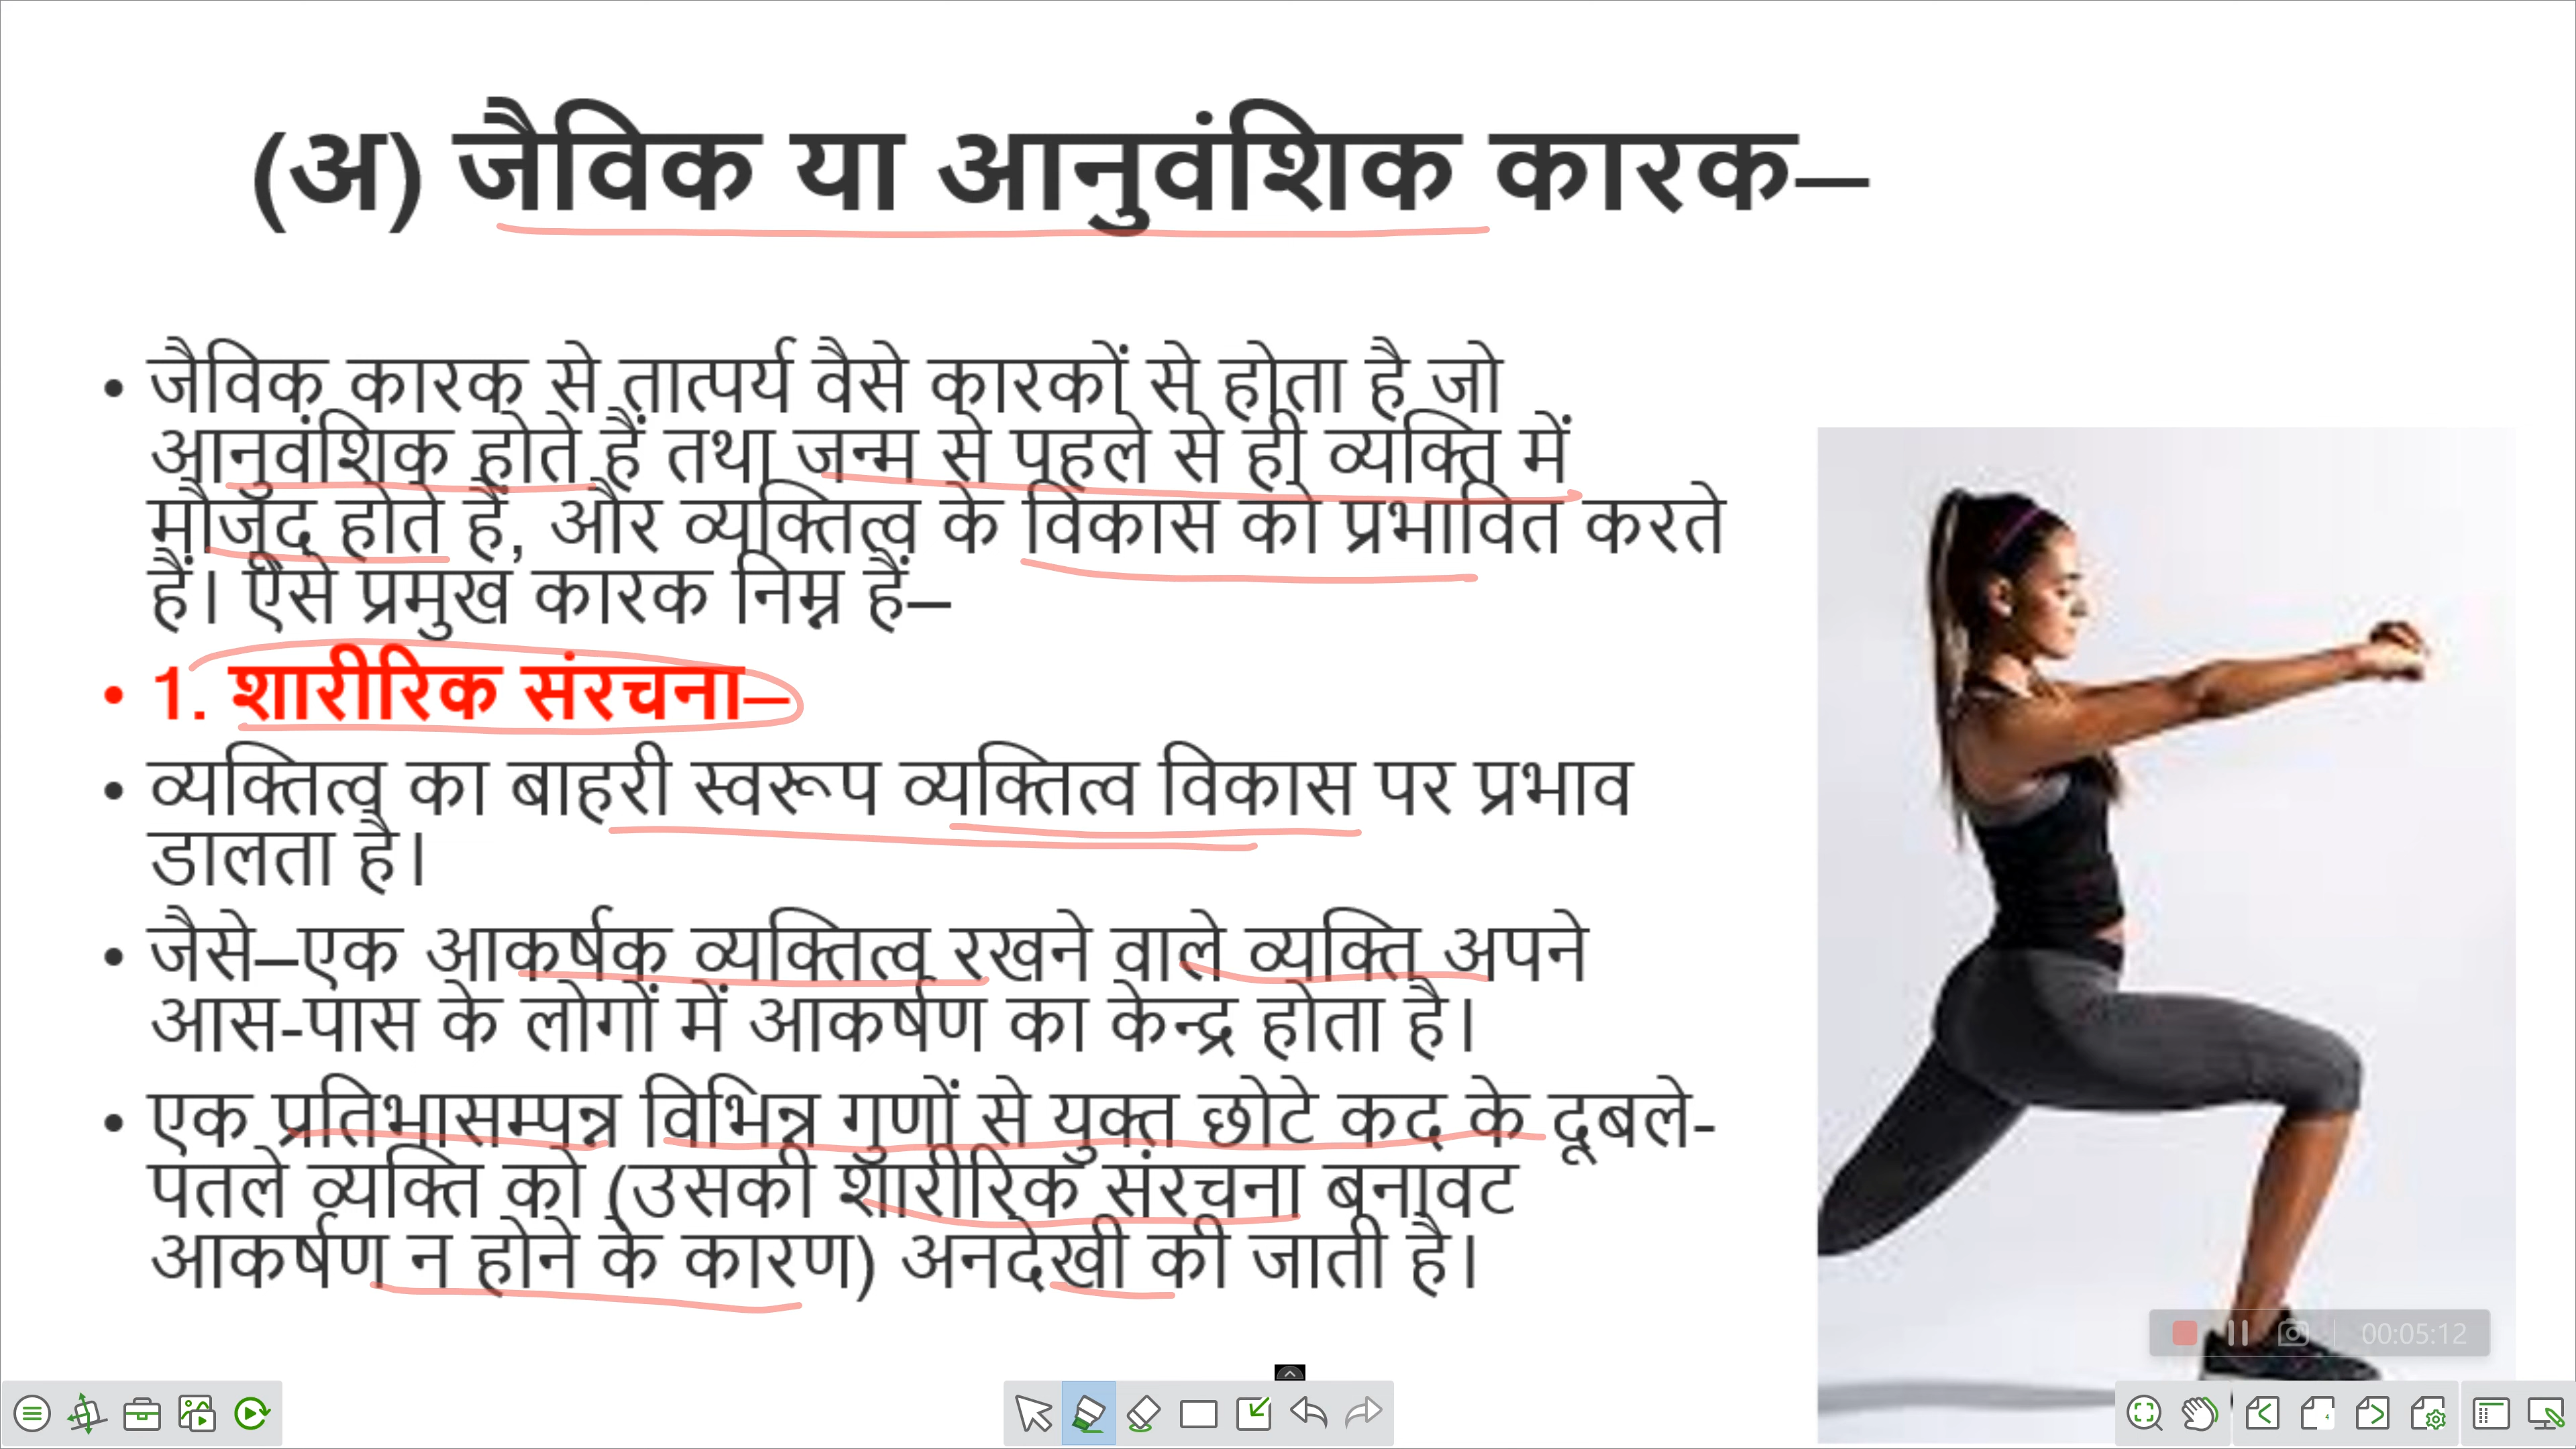 (अ) जैविक या आनुवंशिक कारक–
• जैविक कारक से तात्पर्य वैसे कारकों से होता है जो
आनुवंशिक होते हैं तथा जन्म से पहले से ही व्यक्ति में
मौजूद होते हैं, और व्यक्तित्व के विकास को प्रभावित करते
हैं। ऐसे प्रमुख कारक निम्न हैं–
• 1. शारीरिक संरचना–
• व्यक्तित्व का बाहरी स्वरूप व्यक्तित्व विकास पर प्रभाव
डालता है।
• जैसे–एक आकर्षक व्यक्तित्व रखने वाले व्यक्ति अपने
आस-पास के लोगों में आकर्षण का केन्द्र होता है।
• एक प्रतिभासम्पन्न विभिन्न गुणों से युक्त छोटे कद के दूबले-
पतले व्यक्ति को (उसकी शारीरिक संरचना बनावट
आकर्षण न होने के कारण) अनदेखी की जाती है।
00:05:12
4